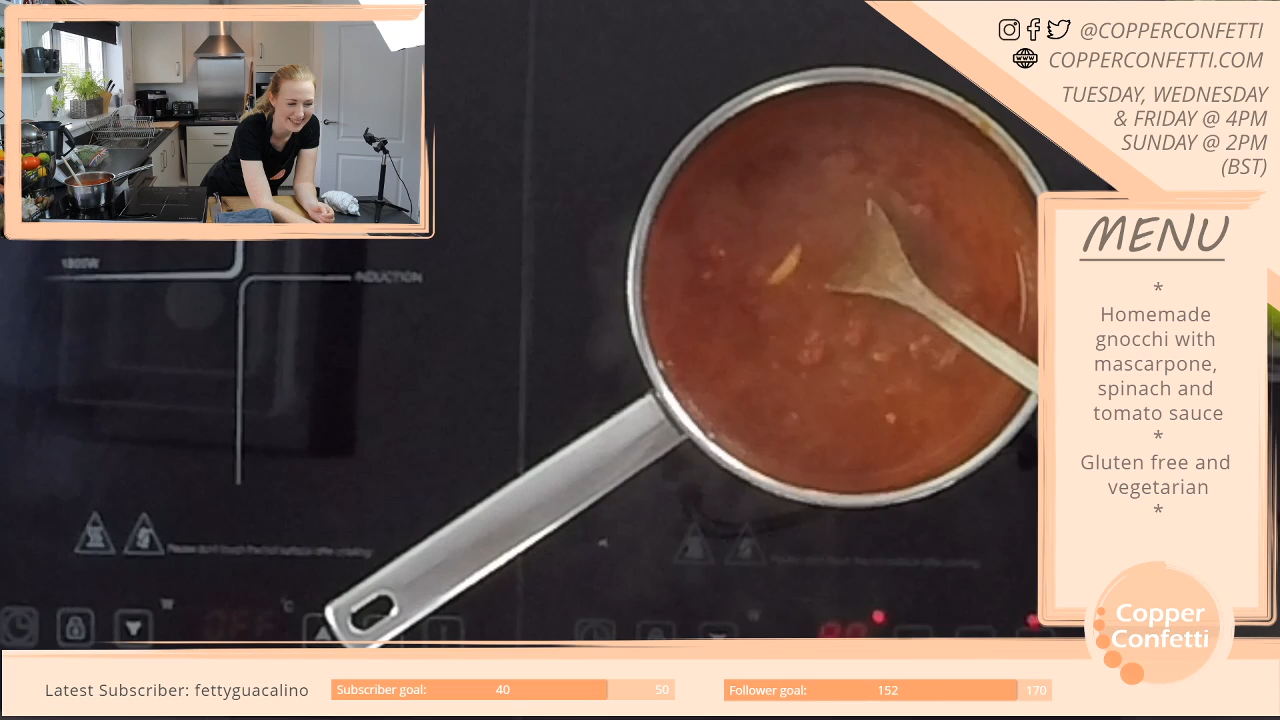 @COPPERCONFETTI
COPPERCONFETTI.COM
TUESDAY, WEDNESDAY
& FRIDAY @ 4PM
SUNDAY @ 2PM
(BST)
MENU
*
Homemade
gnocchi with
mascarpone,
spinach and
tomato sauce
*
Gluten free and
vegetarian
*
1800W
INDUCTION
Copper
Confetti
Latest Subscriber: fettyguacalino
Subscriber goal: 40 50
Follower goal: 152 170